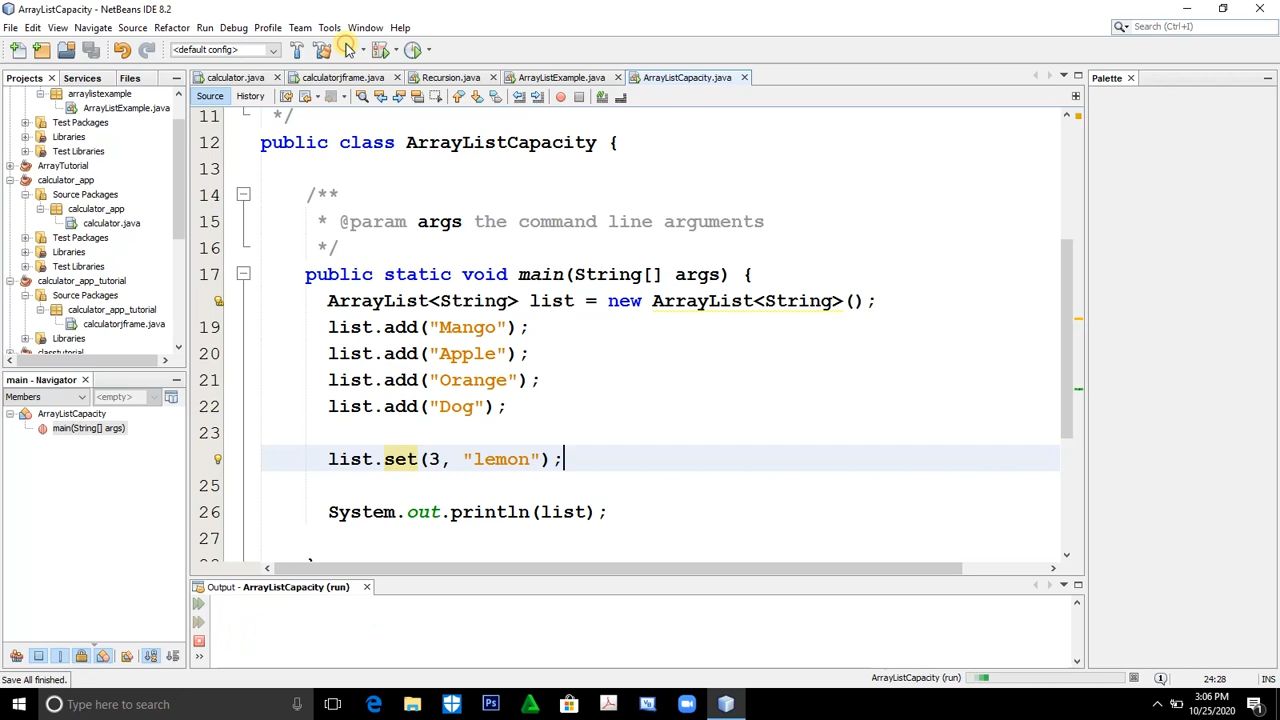 ArrayListCapacity - NetBeans IDE 8.2
File Edit View Navigate Source Refactor Run Debug Profile Team Tools Window Help
Search (Ctrl+I)
<default config>
Projects Services Files
calculator.java calculatorjframe.java Recursion.java ArrayListExample.java ArrayListCapacity.java
Palette
Source History
arraylistexample
ArrayListExample.java
Test Packages
Libraries
Test Libraries
ArrayTutorial
calculator_app
Source Packages
calculator_app
calculator.java
Test Packages
Libraries
Test Libraries
calculator_app_tutorial
Source Packages
calculator_app_tutorial
calculatorjframe.java
Libraries
classtutorial
11 */
12 public class ArrayListCapacity {
13
14 /**
15 * @param args the command line arguments
16 */
17 public static void main(String[] args) {
ArrayList<String> list = new ArrayList<String>();
19 list.add("Mango");
20 list.add("Apple");
21 list.add("Orange");
22 list.add("Dog");
23
list.set(3, "lemon");
25
26 System.out.println(list);
27
main - Navigator
Members <empty>
ArrayListCapacity
main(String[] args)
Output - ArrayListCapacity (run)
Save All finished.
ArrayListCapacity (run)
1
24:28 INS
Type here to search
3:06 PM
10/25/2020